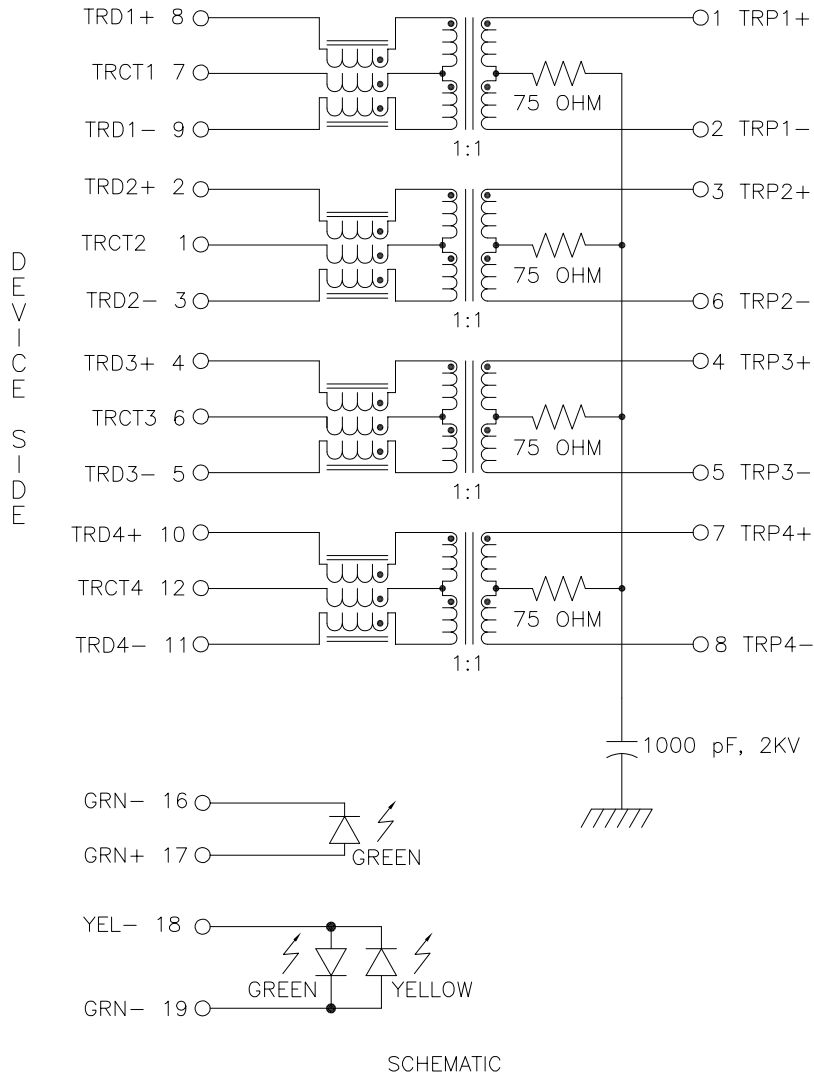 TRD1+ 8
1 TRP1+
TRCT1 7
75 OHM
TRD1- 9
2 TRP1-
1:1
TRD2+ 2
3 TRP2+
TRCT2 1
75 OHM
TRD2- 3
6 TRP2-
1:1
DEVICE SIDE
TRD3+ 4
4 TRP3+
TRCT3 6
75 OHM
TRD3- 5
5 TRP3-
1:1
TRD4+ 10
7 TRP4+
TRCT4 12
75 OHM
TRD4- 11
8 TRP4-
1:1
1000 pF, 2KV
GRN- 16
GRN+ 17
GREEN
YEL- 18
GREEN
YELLOW
GRN- 19
SCHEMATIC